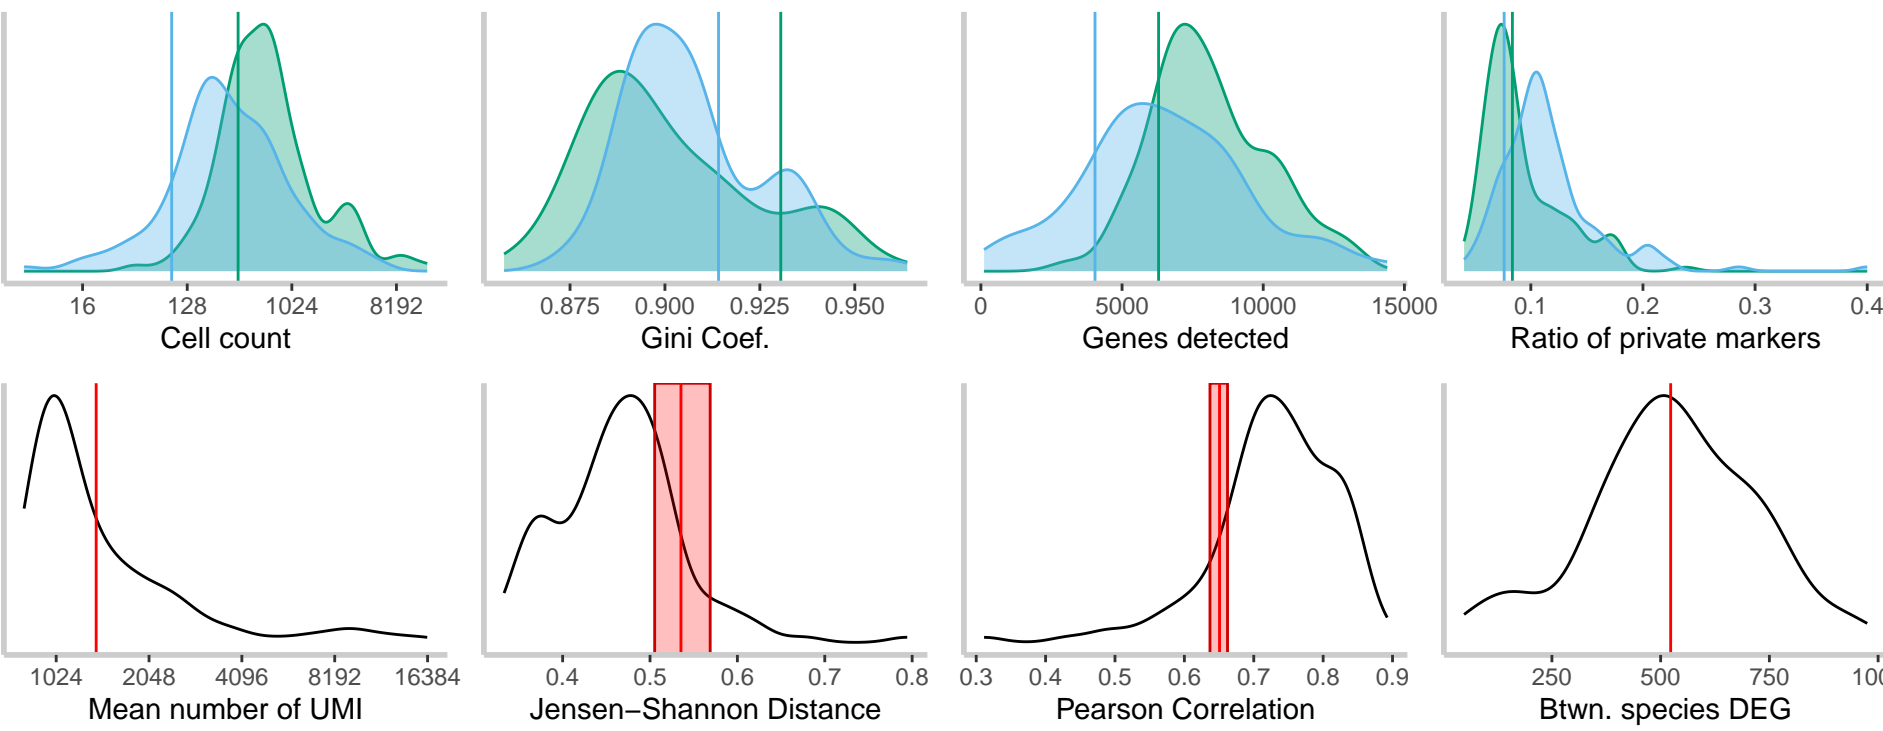 16 128 1024 8192
Cell count
0.875 0.900 0.925 0.950
Gini Coef.
0 5000 10000 14000
Genes detected
0.1 0.2 0.3 0.4
Ratio of private markers
1024 2048 4096 8192 16384
Mean number of UMI
0.4 0.5 0.6 0.7 0.8
Jensen−Shannon Distance
0.3 0.4 0.5 0.6 0.7 0.8 0.9
Pearson Correlation
250 500 750 100
Btwn. species DEG